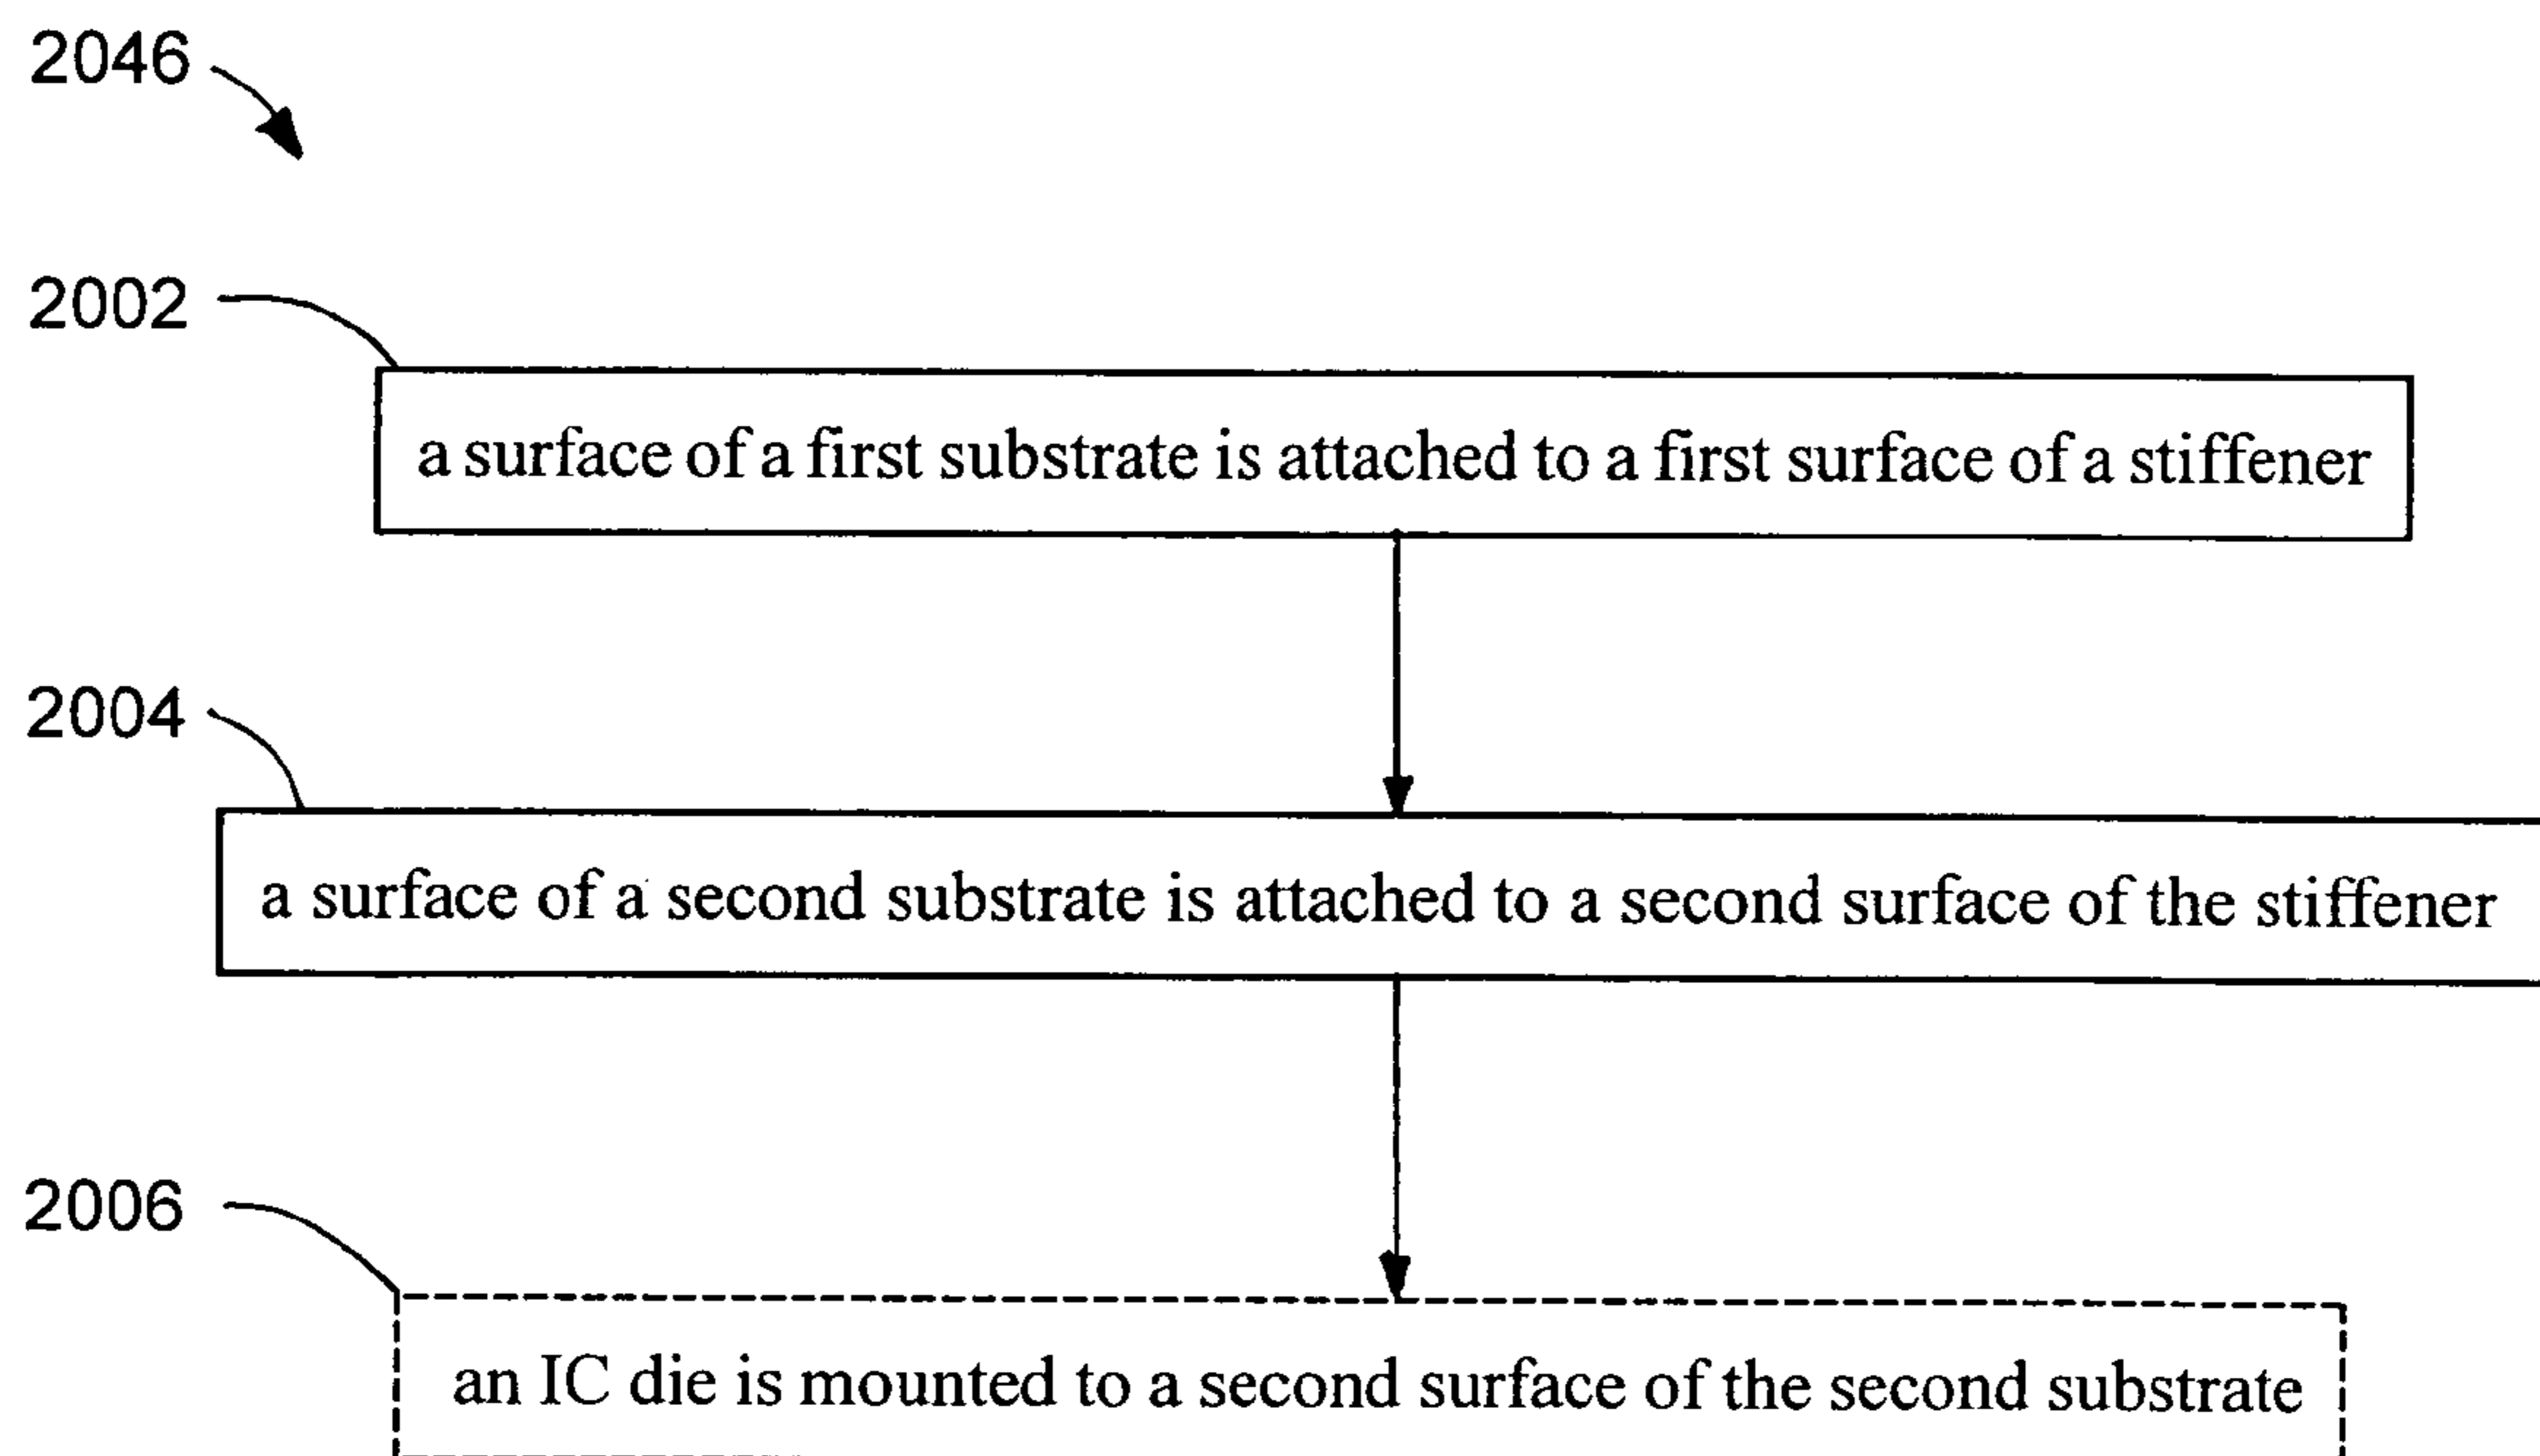 2046
2002
a surface of a first substrate is attached to a first surface of a stiffener
2004
a surface of a second substrate is attached to a second surface of the stiffener
2006
an IC die is mounted to a second surface of the second substrate